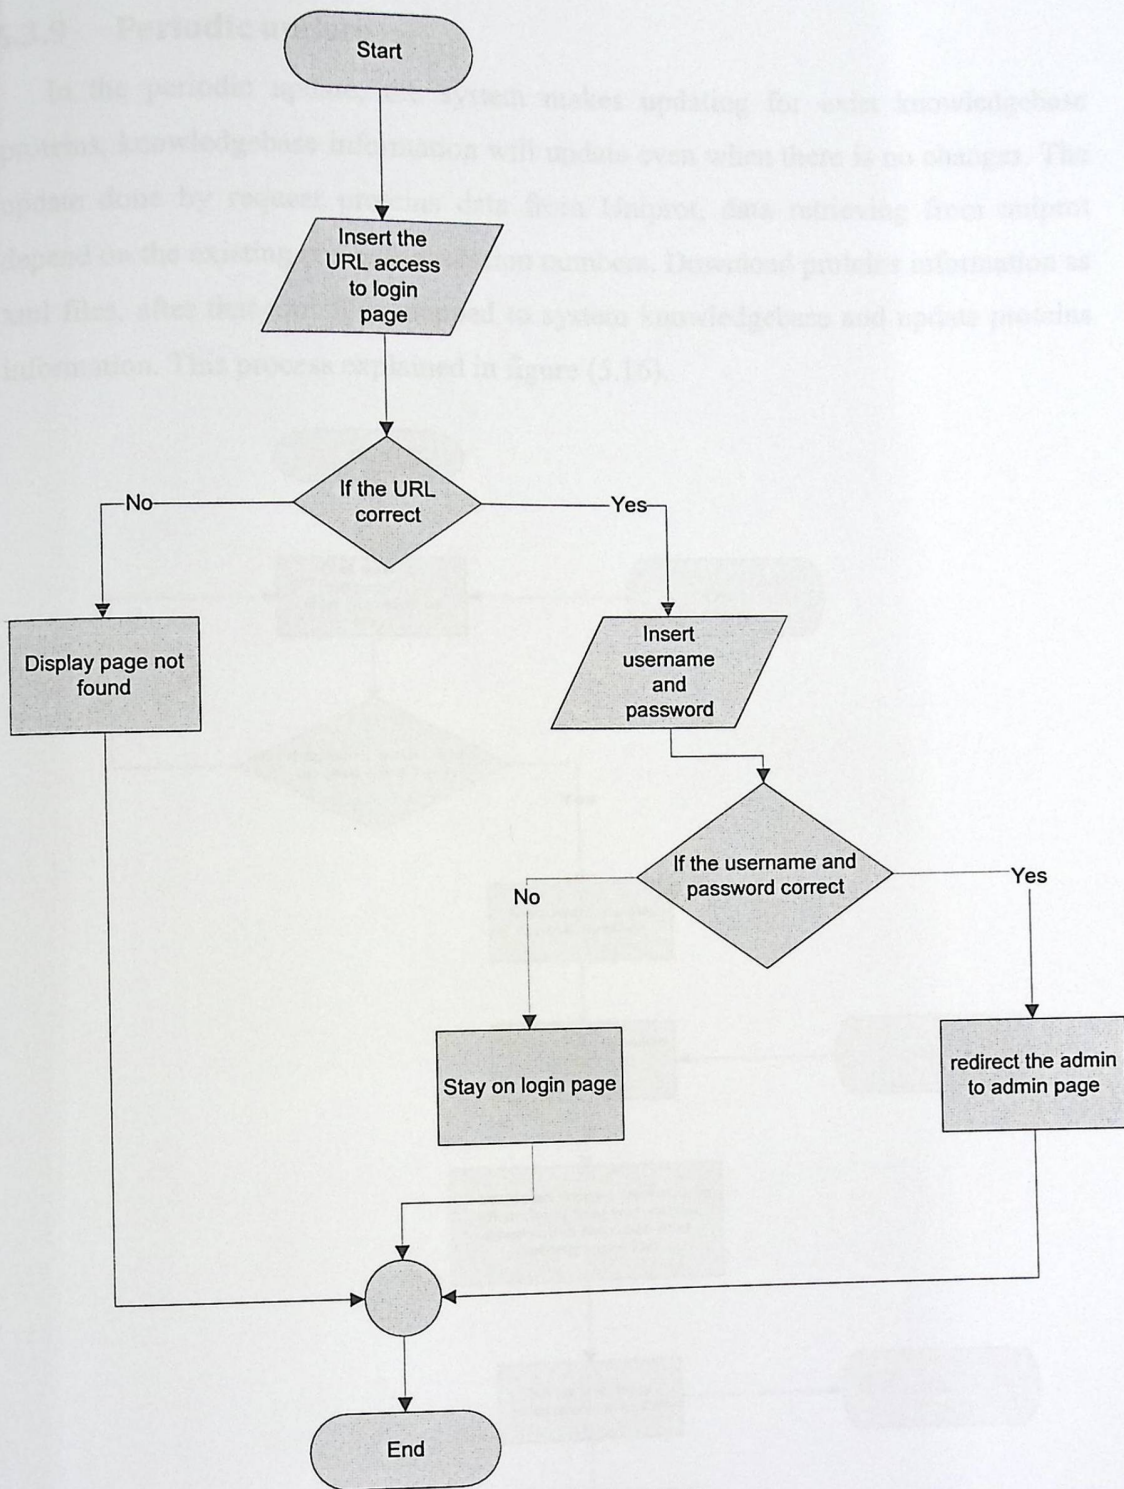 5.3.9 Periodic
In the periodic system makes updating for exist knowledgebase
proteins, knowledgebase information will update even when there is no changes. The
update done by request proteins data from Uniprot, data retrieving from uniprot
depend on the existing numbers. Download proteins information as
xml files, after that to system knowledgebase and update proteins
information. This process explained in figure (5.16).
Start
Insert the
URL access
to login
page
If the URL
correct
No
Yes
Display page not
found
Insert
username
and
password
If the username and
password correct
No
Yes
Stay on login page
redirect the admin
to admin page
End